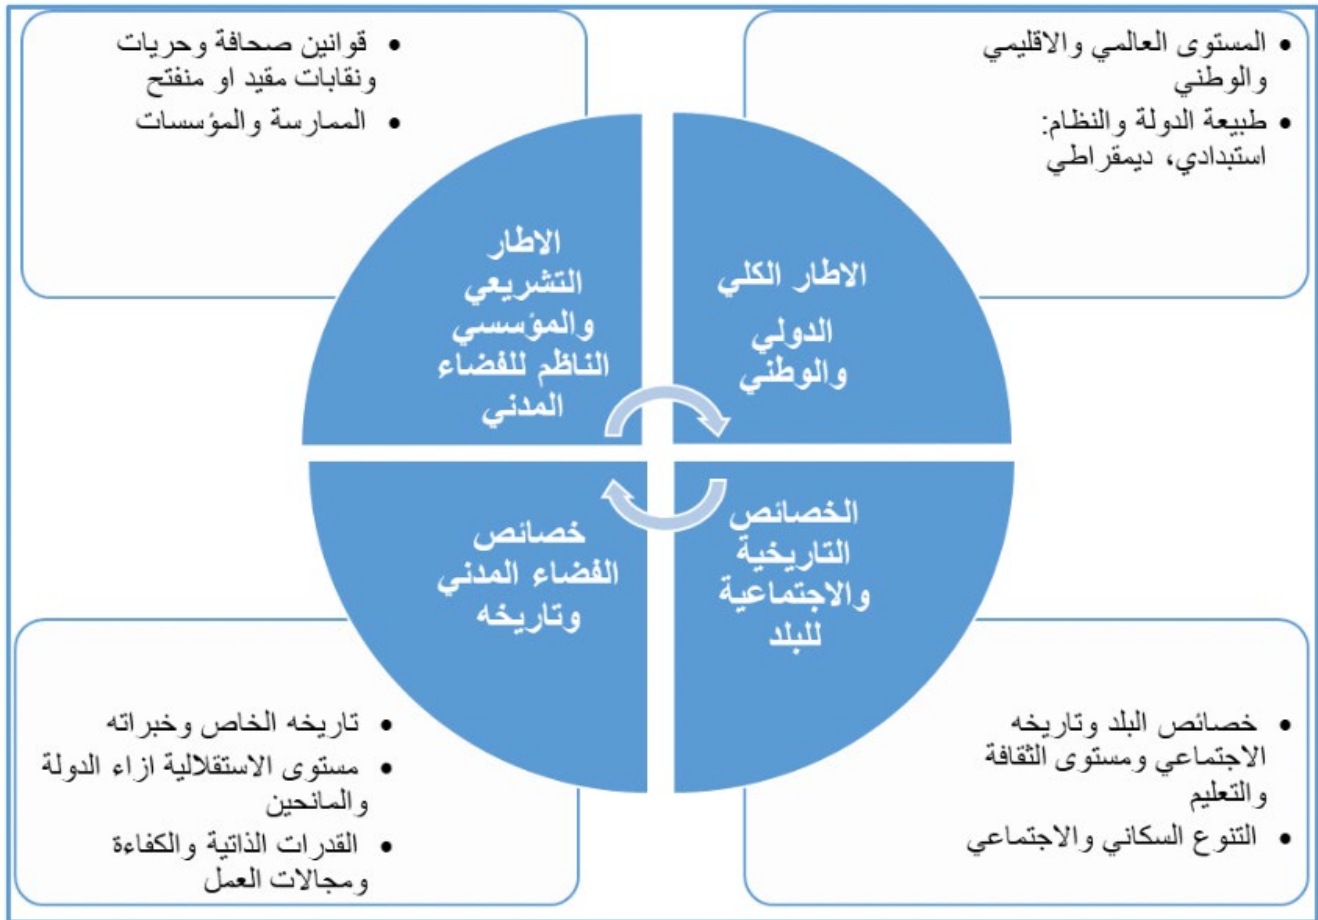 المستوى العالمي والاقليمي
والوطني
طبيعة الدولة والنظام:
استبدادي، ديمقراطي
قوانين صحافة وحريات
ونقابات مقيد او منفتح
الممارسة والمؤسسات
الاطار الكلي
الدولي
والوطني
الاطار
التشريعي
والمؤسسي
الناظم للفضاء
المدني
الخصائص
التاريخية
والاجتماعية
للبلد
خصائص
الفضاء المدني
وتاريخه
خصائص البلد وتاريخه
الاجتماعي ومستوى الثقافة
والتعليم
التنوع السكاني والاجتماعي
تاريخه الخاص وخبراته
مستوى الاستقلالية ازاء الدولة
والمانحين
القدرات الذاتية والكفاءة
ومجالات العمل